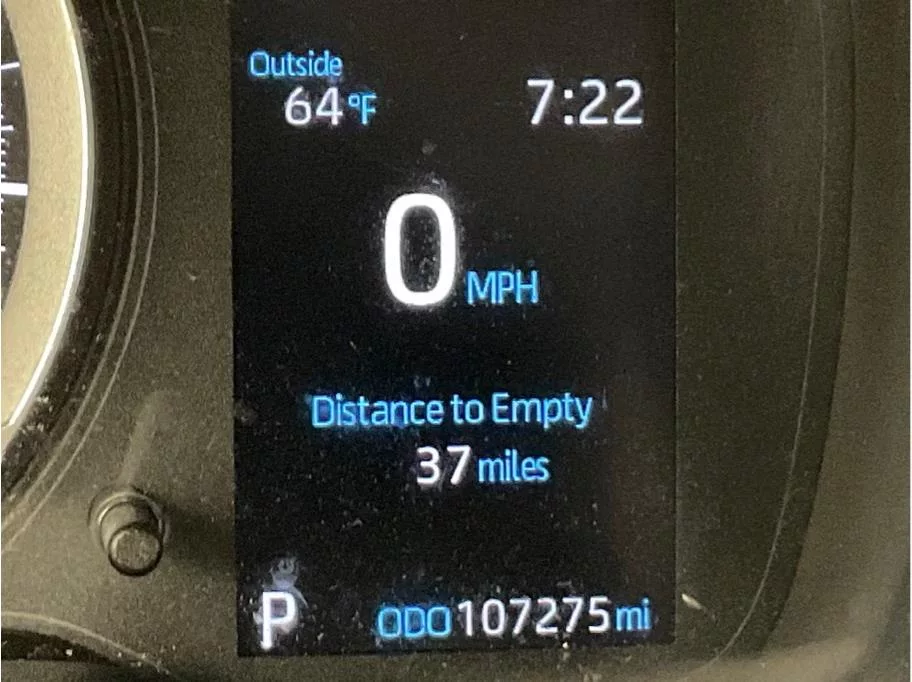 Outside
64°F 7:22
0 MPH
Distance to Empty
37 miles
P ODO 107275 mi